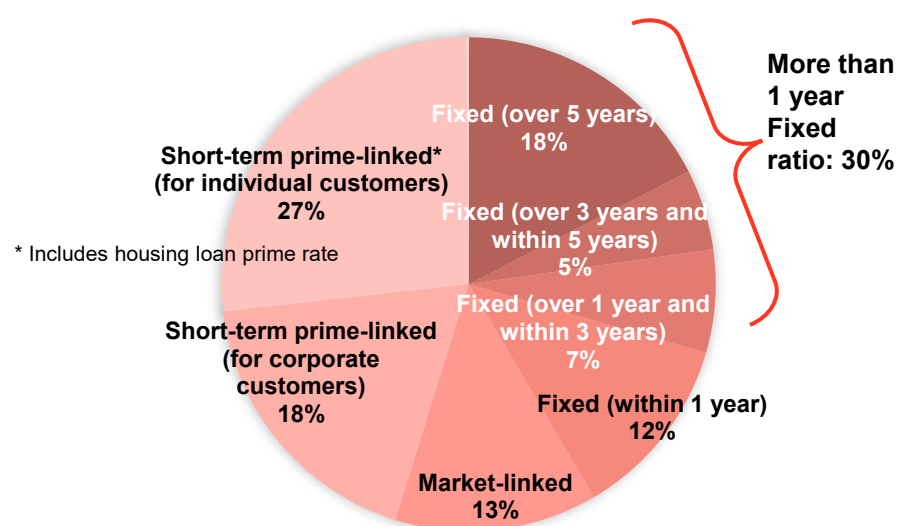 More than
1 year
Fixed
ratio: 30%
Fixed (over 5 years)
18%
Fixed (over 3 years and
within 5 years)
5%
Fixed (over 1 year and
within 3 years)
7%
Fixed (within 1 year)
12%
Market-linked
13%
Short-term prime-linked
(for corporate
customers)
18%
Short-term prime-linked*
(for individual customers)
27%
* Includes housing loan prime rate